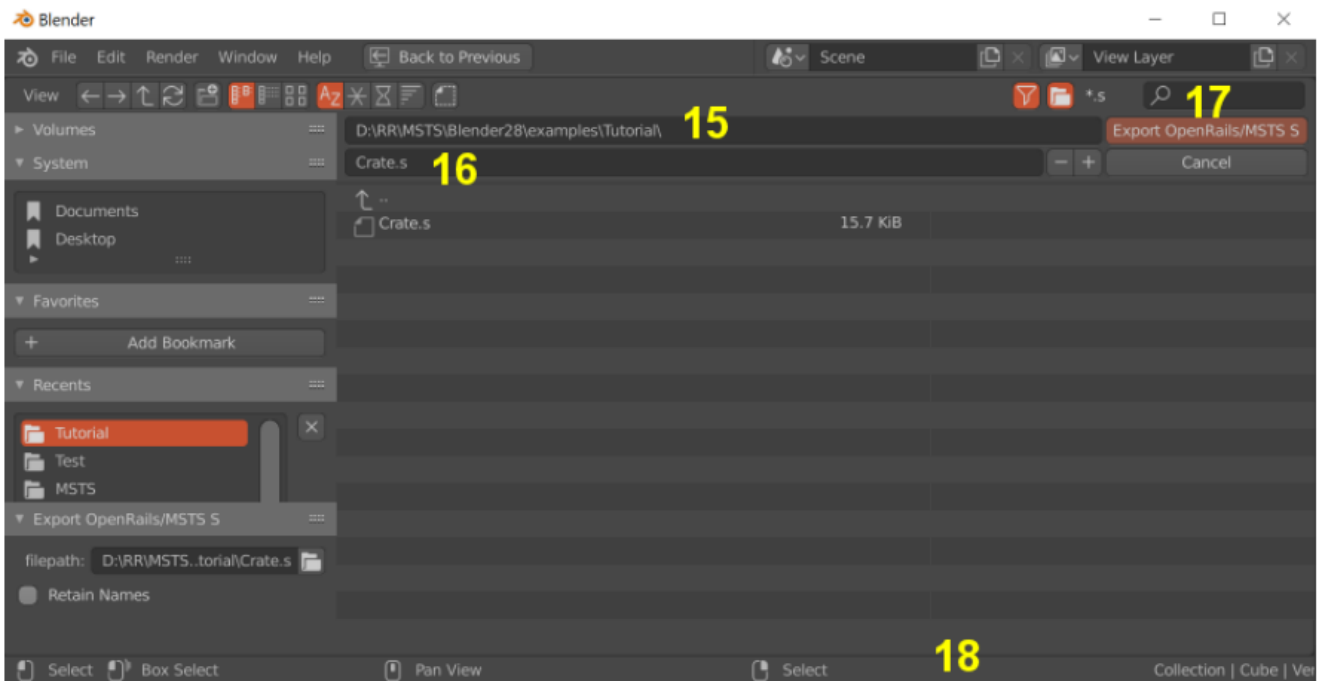 Blender
File Edit Render Window Help Back to Previous Scene View Layer
View AZ *.s 17
Volumes D:\RR\MSTS\Blender28\examples\Tutorial\ 15 Export OpenRails/MSTS S
System Crate.s 16 Cancel
..
Documents Crate.s 15.7 KiB
Desktop
Favorites
Add Bookmark
Recents
Tutorial
Test
MSTS
Export OpenRails/MSTS S
filepath: D:\RR\MSTS..torial\Crate.s
Retain Names
Select Box Select Pan View Select 18 Collection | Cube | Ver